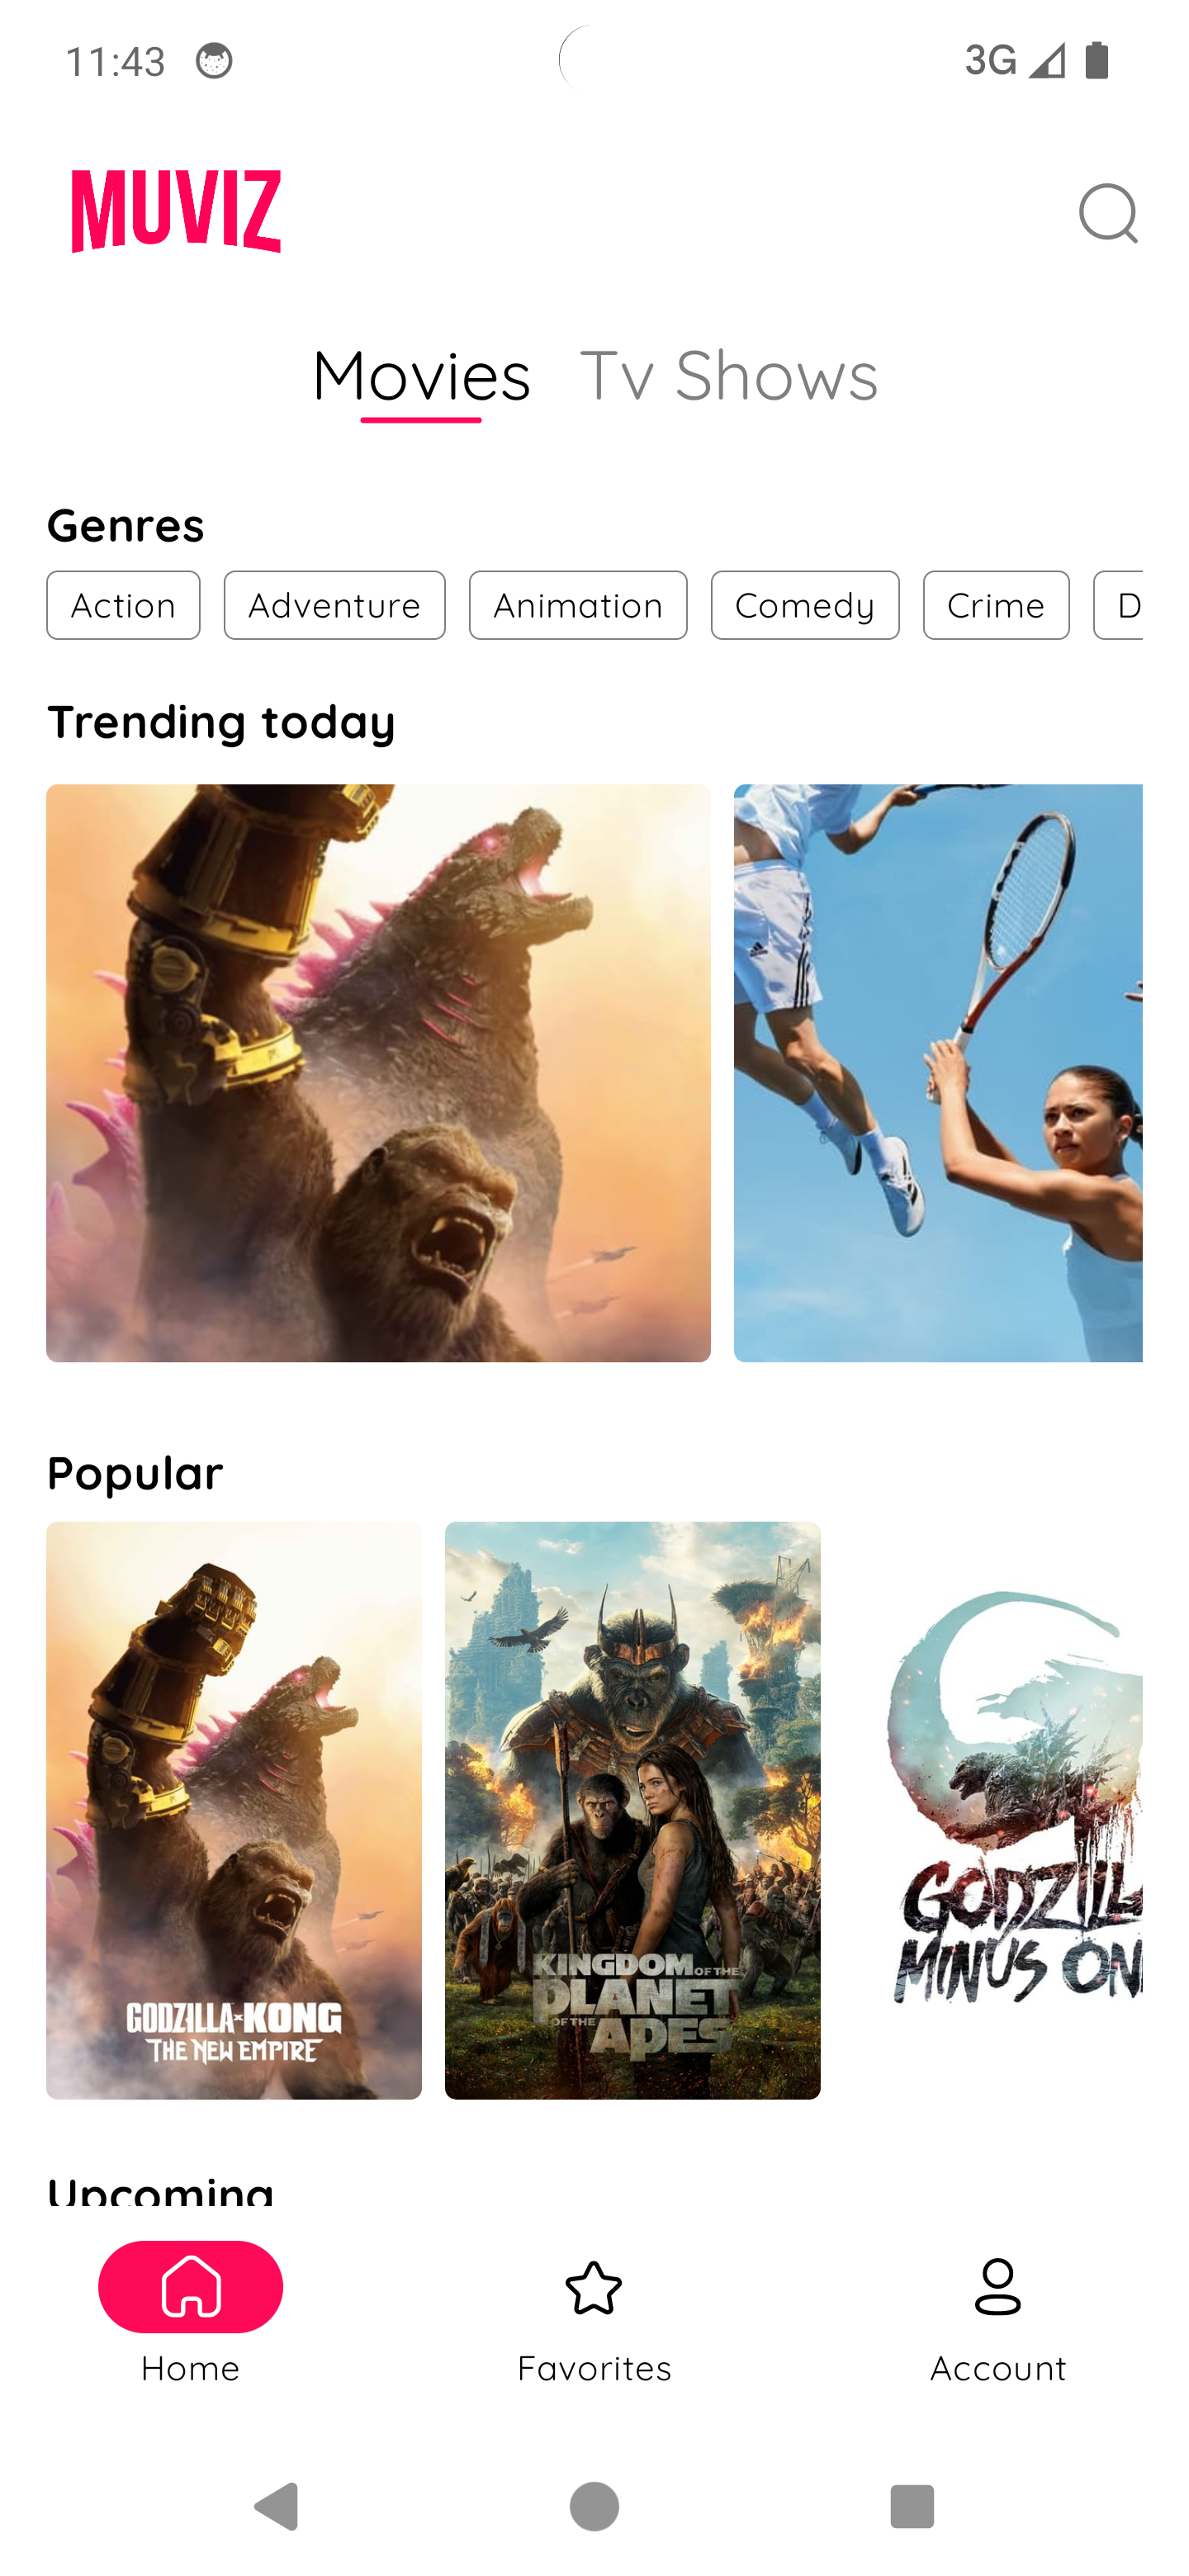 11:43 3G
MUVIZ
Movies Tv Shows
Genres
Action Adventure Animation Comedy Crime D
Trending today
Popular
GODZILLA x KONG
THE NEW EMPIRE
KINGDOM OF THE
PLANET
OF THE APES
GODZILL
MINUS ON
Upcoming
Home Favorites Account